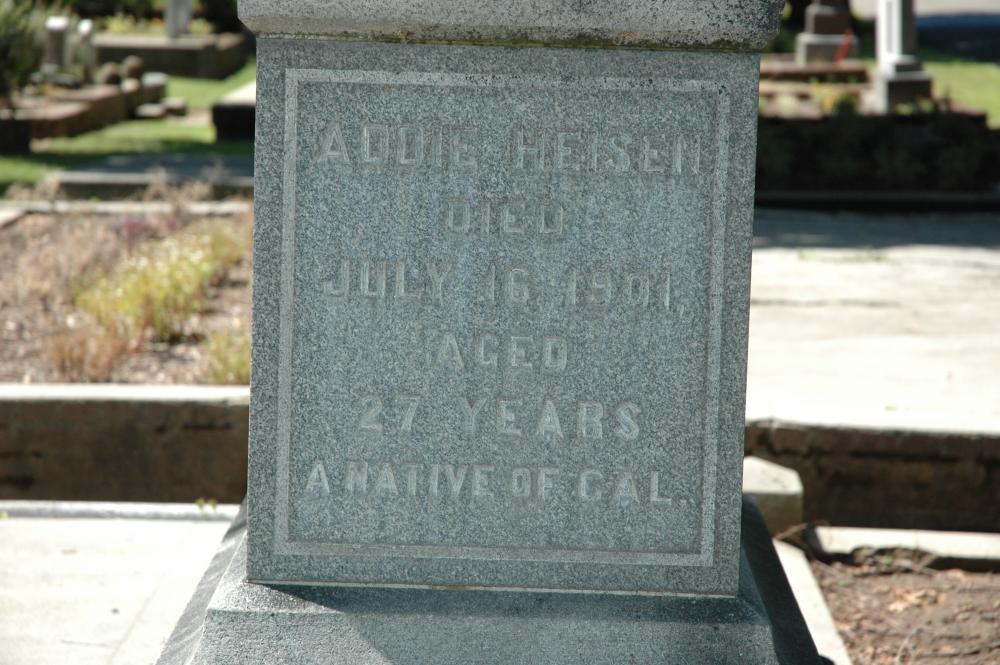 ADDIE HEISEN
DIED
JULY 16 1901,
AGED
27 YEARS
A NATIVE OF CAL.